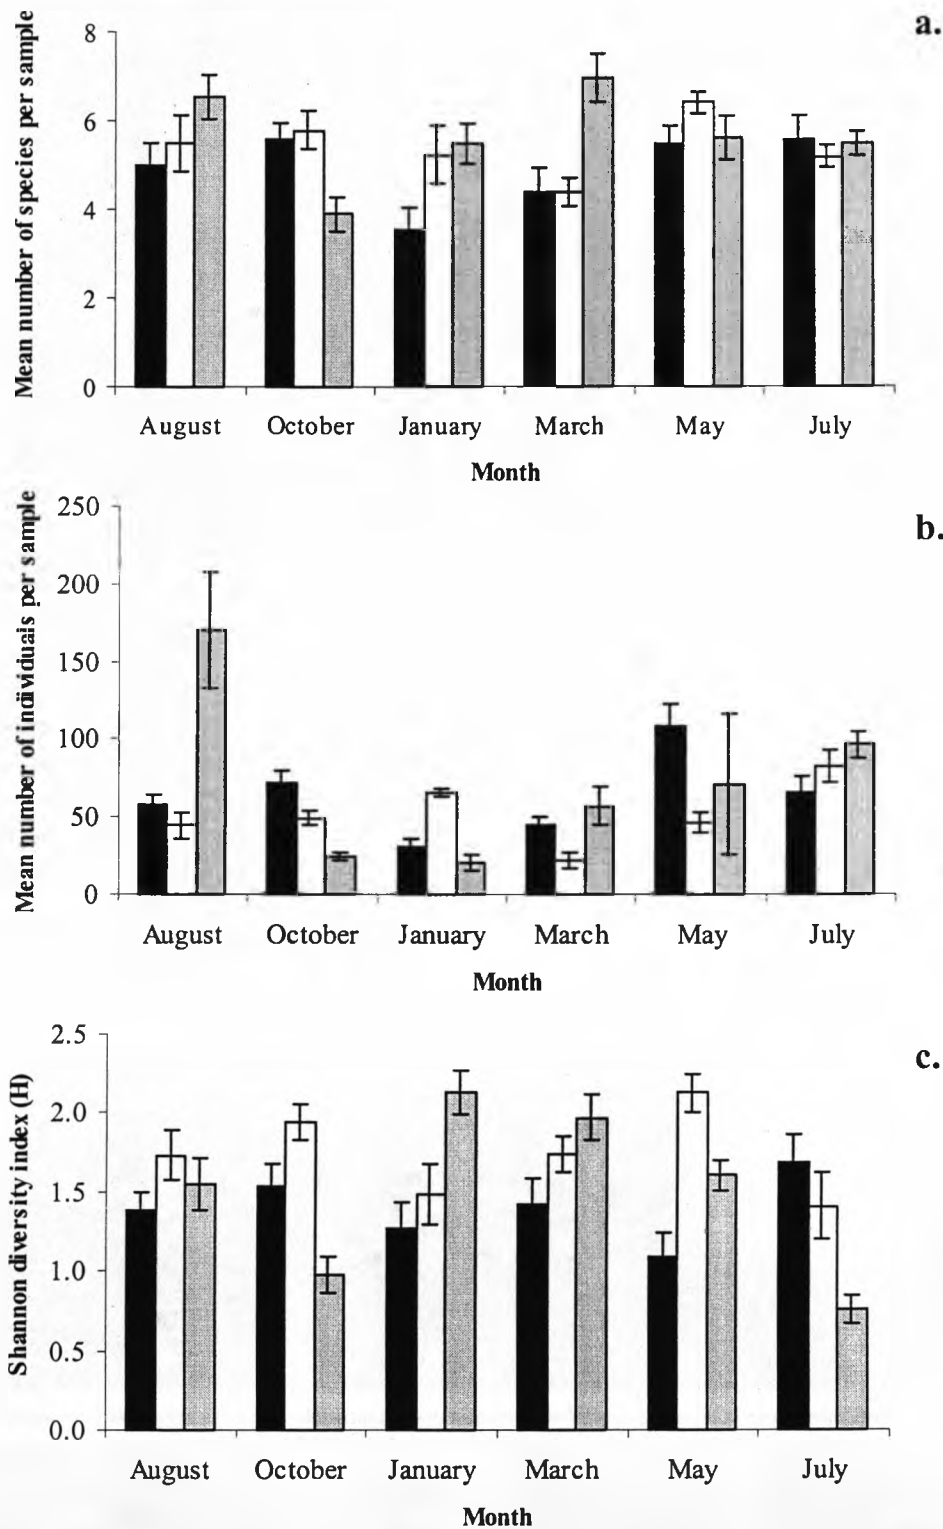 a.
Mean number of species per sample
8
6
4
2
0
August October January March May July
Month
b.
Mean number of individuais per sample
250
200
150
100
50
0
August October January March May July
Month
c.
Shannon diversity index (H)
2.5
2.0
1.5
1.0
0.5
0.0
August October January March May July
Month